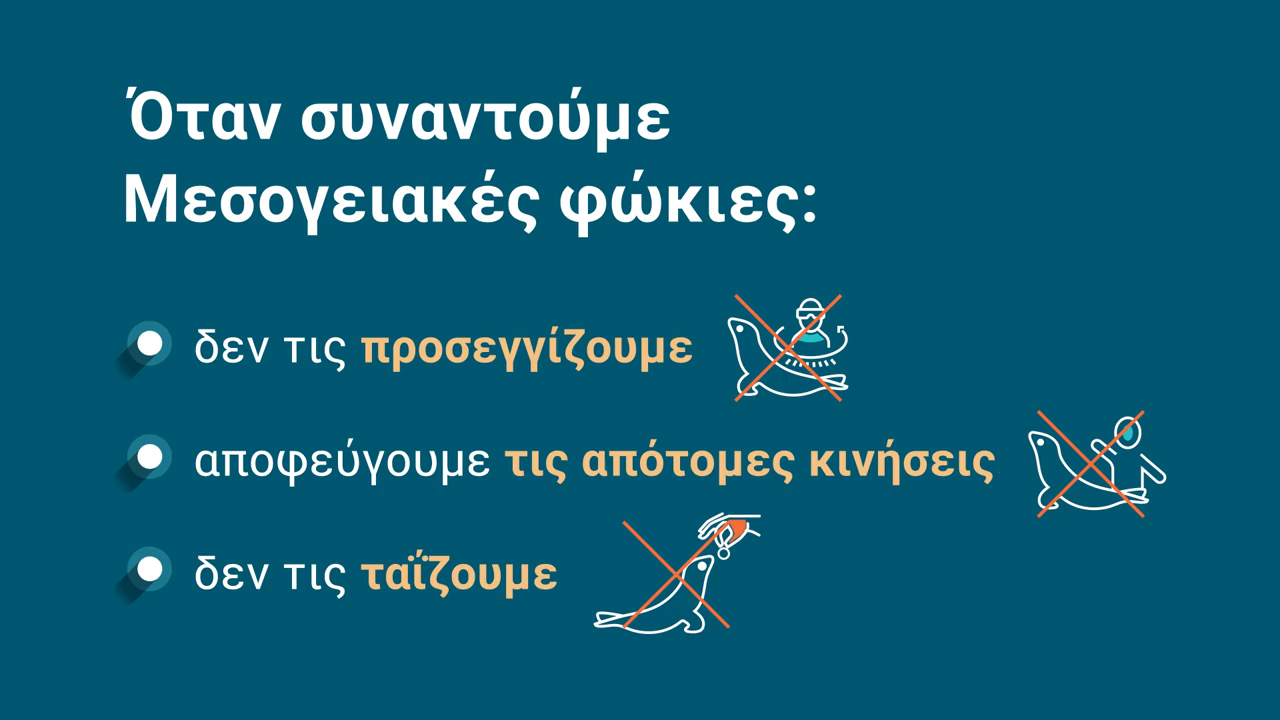 Όταν συναντούμε
Μεσογειακές φώκιες:
δεν τις προσεγγίζουμε
αποφεύγουμε τις απότομες κινήσεις
δεν τις ταΐζουμε